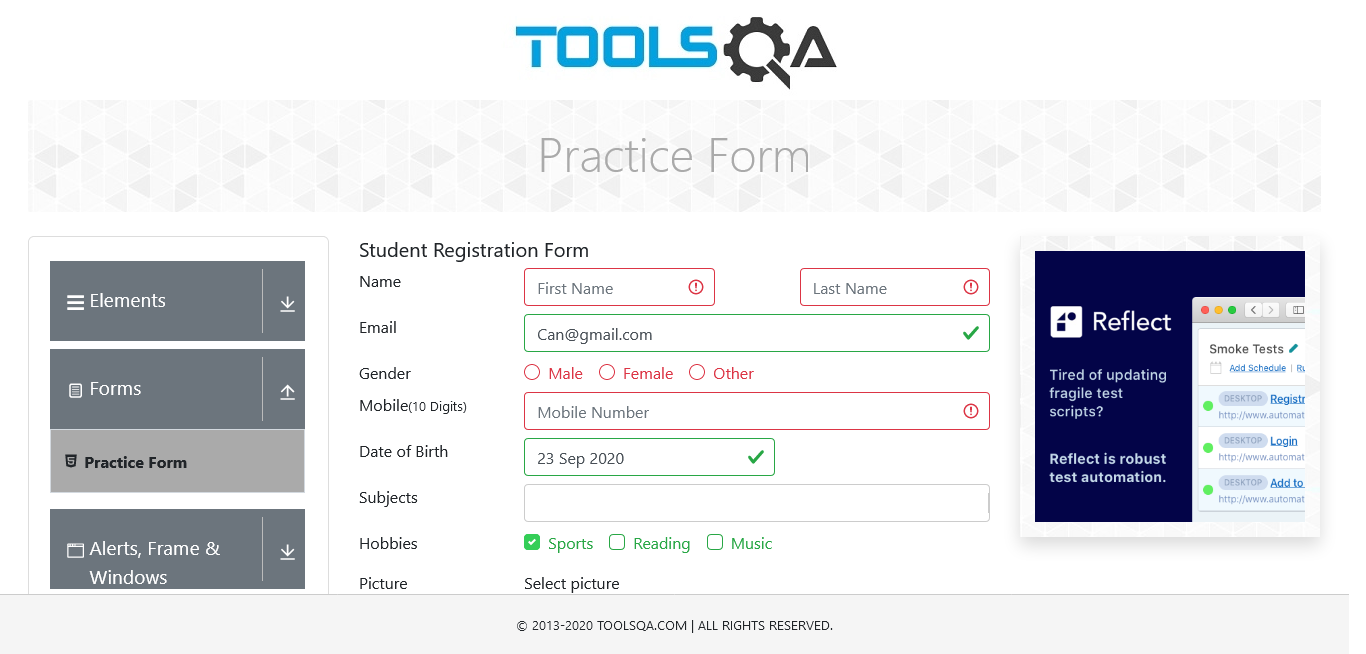 TOOLSQA
Practice Form
Elements
Forms
Practice Form
Alerts, Frame &
Windows
Student Registration Form
Name
First Name
Last Name
Email
Can@gmail.com
Gender
Male
Female
Other
Mobile(10 Digits)
Mobile Number
Date of Birth
23 Sep 2020
Subjects
Hobbies
Sports
Reading
Music
Picture
Select picture
Reflect
Tired of updating
fragile test
scripts?
Reflect is robust
test automation.
Smoke Tests
Add Schedule
Ru
DESKTOP Registr
http://www.automat
DESKTOP Login
http://www.automat
DESKTOP Add to
http://www.automat
© 2013-2020 TOOLSQA.COM | ALL RIGHTS RESERVED.